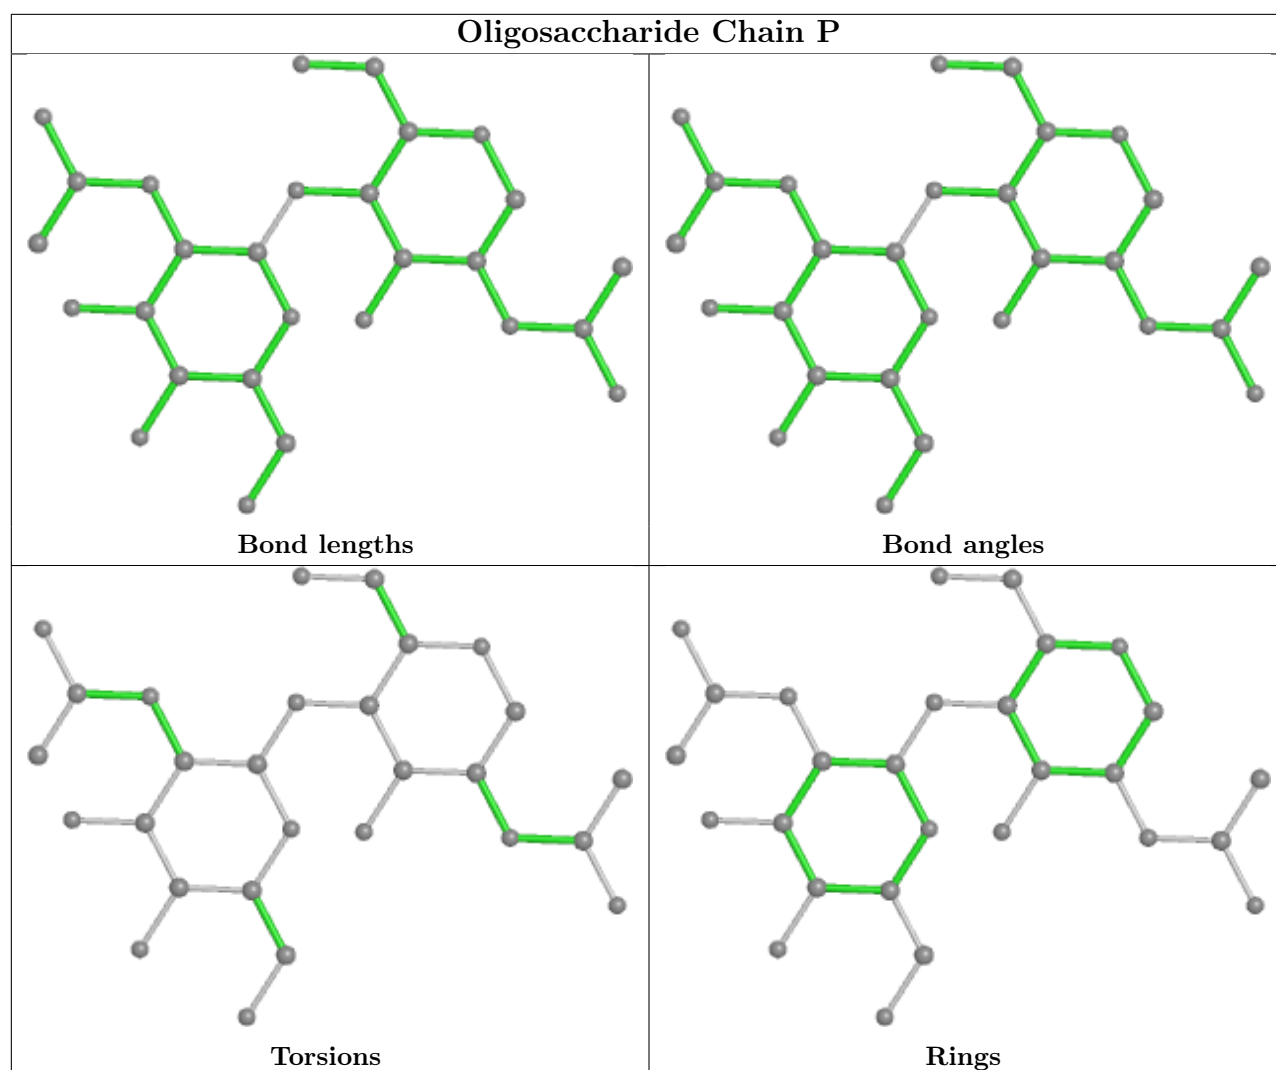 Oligosaccharide Chain P
Bond lengths
Bond angles
Torsions
Rings